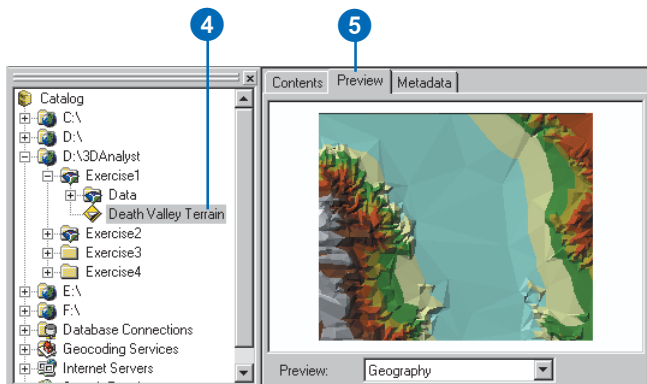 4
5
Contents Preview Metadata
Catalog
C:\
D:\
D:\3DAnalyst
Exercise1
Data
Death Valley Terrain
Exercise2
Exercise3
Exercise4
E:\
F:\
Database Connections
Geocoding Services
Internet Servers
Preview: Geography